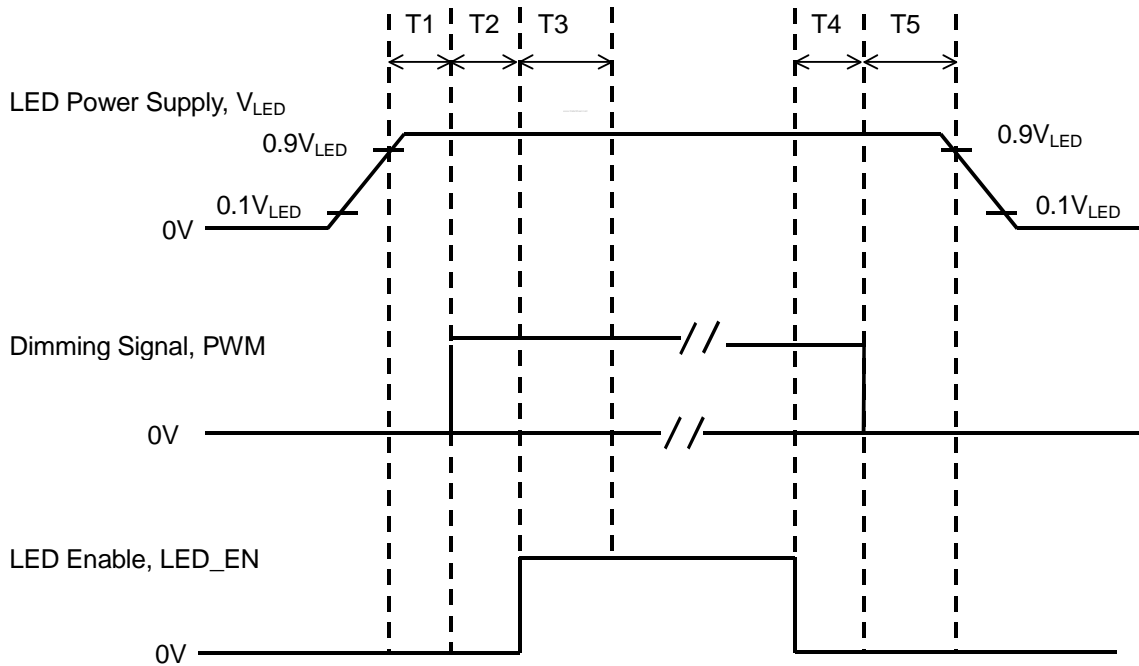 T1 T2 T3 T4 T5
LED Power Supply, VLED
0.9VLED 0.9VLED
0.1VLED 0.1VLED
0V
Dimming Signal, PWM
0V
LED Enable, LED_EN
0V